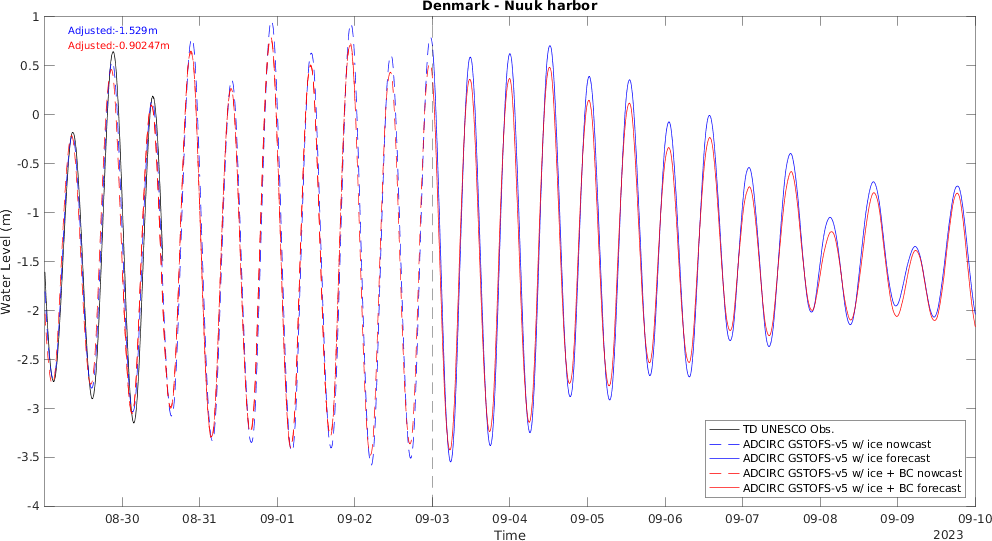 Denmark - Nuuk harbor
Adjusted:-1.529m
Adjusted:-0.90247m
Water Level (m)
1
0.5
0
-0.5
-1
-1.5
-2
-2.5
-3
-3.5
-4
TD UNESCO Obs.
ADCIRC GSTOFS-v5 w/ ice nowcast
ADCIRC GSTOFS-v5 w/ ice forecast
ADCIRC GSTOFS-v5 w/ ice + BC nowcast
ADCIRC GSTOFS-v5 w/ ice + BC forecast
08-30 08-31 09-01 09-02 09-03 09-04 09-05 09-06 09-07 09-08 09-09 09-10
Time
2023